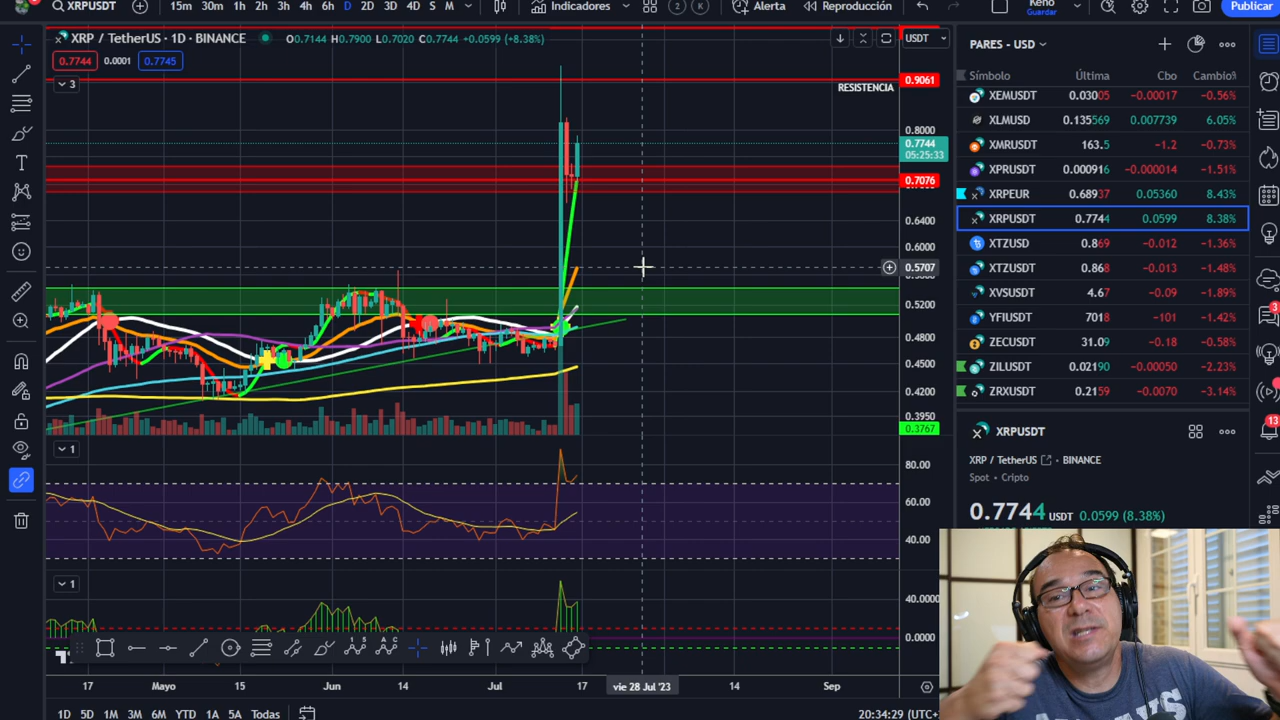 XRPUSDT 15m 30m 1h 2h 3h 4h 6h D 2D 3D 4D S M Indicadores 2 K Alerta Reproducción Keno Guardar Publicar
XRP / TetherUS · 1D · BINANCE O0.7144 H0.7900 L0.7020 C0.7744 +0.0599 (+8.38%) USDT
0.7744 0.0001 0.7745
3
RESISTENCIA
0.9061
0.8000
0.7744
05:25:33
0.7076
0.6400
0.6000
0.5707
0.5200
0.4800
0.4500
0.4200
0.3950
0.3767
1
80.00
60.00
40.00
1
40.0000
0.0000
17 Mayo 15 Jun 14 Jul 17 vie 28 Jul '23 14 Sep
1D 5D 1M 3M 6M YTD 1A 5A Todas 20:34:29 (UTC+
PARES - USD
Símbolo Última Cbo Cambio%
XEMUSDT 0.03005 -0.00017 -0.56%
XLMUSD 0.135569 0.007739 6.05%
XMRUSDT 163.5 -1.2 -0.73%
XPRUSDT 0.000916 -0.000014 -1.51%
XRPEUR 0.68937 0.05360 8.43%
XRPUSDT 0.7744 0.0599 8.38%
XTZUSD 0.869 -0.012 -1.36%
XTZUSDT 0.868 -0.013 -1.48%
XVSUSDT 4.67 -0.09 -1.89%
YFIUSDT 7018 -101 -1.42%
ZECUSDT 31.09 -0.18 -0.58%
ZILUSDT 0.02190 -0.00050 -2.23%
ZRXUSDT 0.2159 -0.0070 -3.14%
XRPUSDT
XRP / TetherUS BINANCE
Spot • Cripto
0.7744 USDT 0.0599 (8.38%)
13